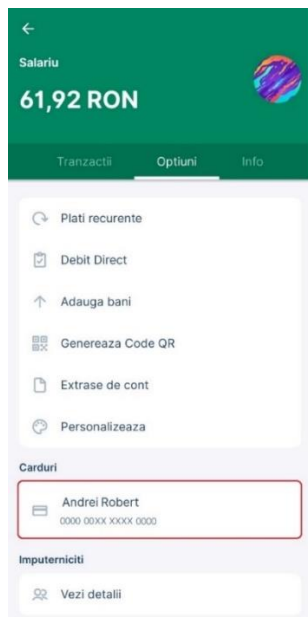 Salariu
61,92 RON
Tranzactii Optiuni Info
Plati recurente
Debit Direct
Adauga bani
Genereaza Code QR
Extrase de cont
Personalizeaza
Carduri
Andrei Robert
0000 00XX XXXX 0000
Imputerniciti
Vezi detalii